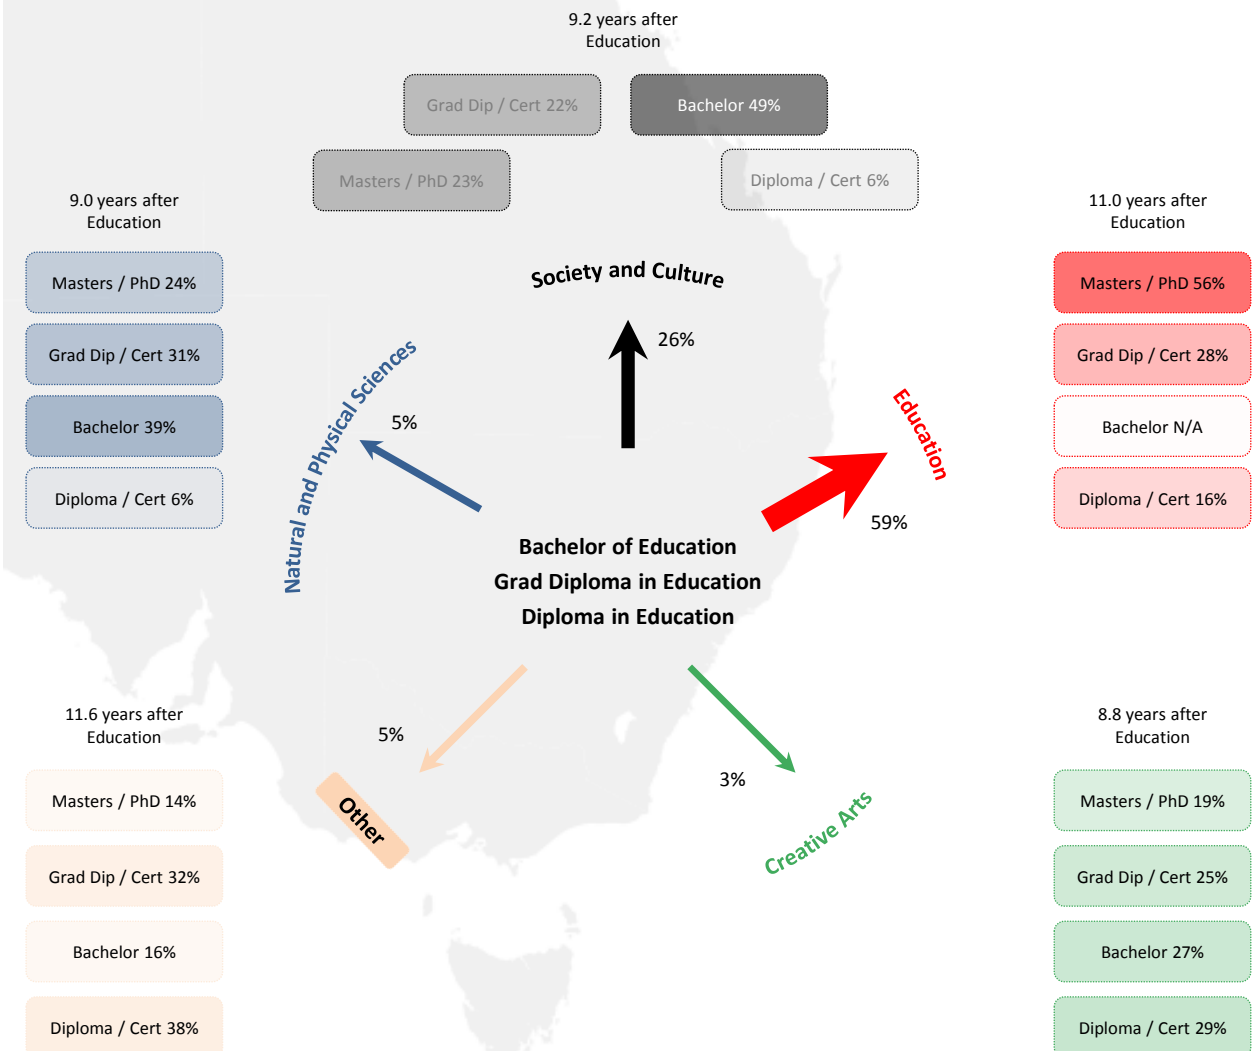 9.2 years after
Education
Grad Dip / Cert 22%
Bachelor 49%
Masters / PhD 23%
Diploma / Cert 6%
9.0 years after
Education
Masters / PhD 24%
Grad Dip / Cert 31%
Bachelor 39%
Diploma / Cert 6%
11.0 years after
Education
Masters / PhD 56%
Grad Dip / Cert 28%
Bachelor N/A
Diploma / Cert 16%
Society and Culture
26%
Natural and Physical Sciences
5%
Education
59%
Bachelor of Education
Grad Diploma in Education
Diploma in Education
11.6 years after
Education
Masters / PhD 14%
Grad Dip / Cert 32%
Bachelor 16%
Diploma / Cert 38%
5%
Other
3%
Creative Arts
8.8 years after
Education
Masters / PhD 19%
Grad Dip / Cert 25%
Bachelor 27%
Diploma / Cert 29%